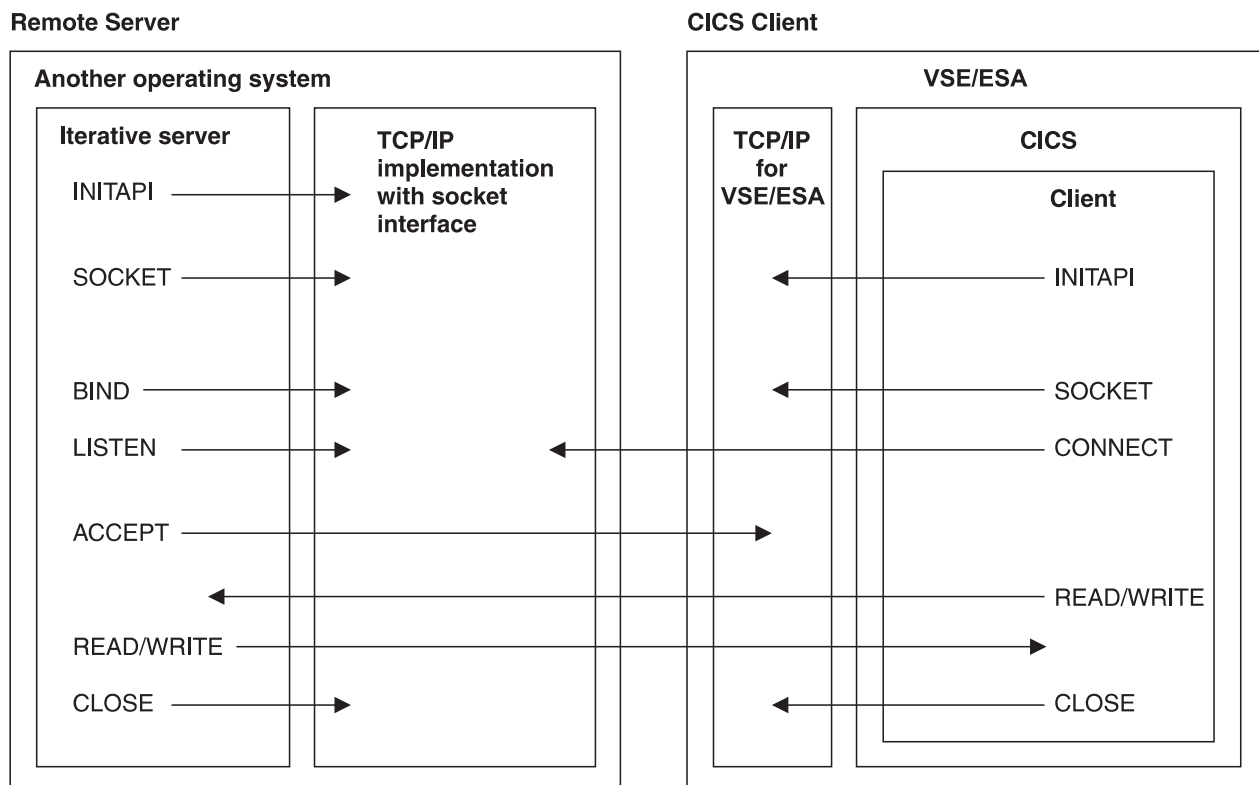 Remote Server
CICS Client
Another operating system
VSE/ESA
Iterative server
TCP/IP
implementation
with socket
interface
TCP/IP
for
VSE/ESA
CICS
Client
INITAPI
SOCKET
INITAPI
BIND
SOCKET
LISTEN
CONNECT
ACCEPT
READ/WRITE
READ/WRITE
CLOSE
CLOSE